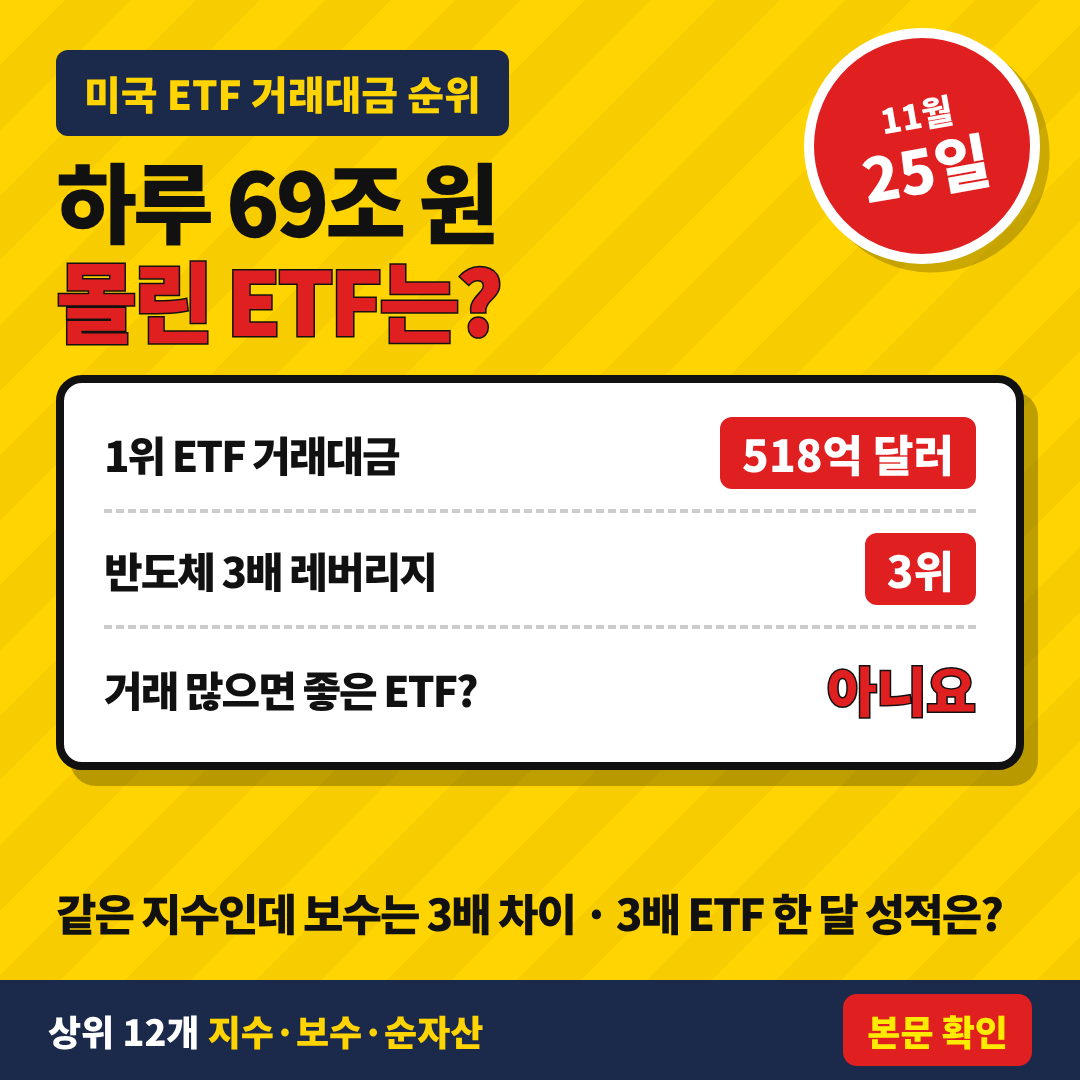 미국 ETF 거래대금 순위
11월
25일
하루 69조 원
몰린 ETF는?
1위 ETF 거래대금
518억 달러
반도체 3배 레버리지
3위
거래 많으면 좋은 ETF?
아니요
같은 지수인데 보수는 3배 차이 · 3배 ETF 한 달 성적은?
상위 12개 지수·보수·순자산
본문 확인